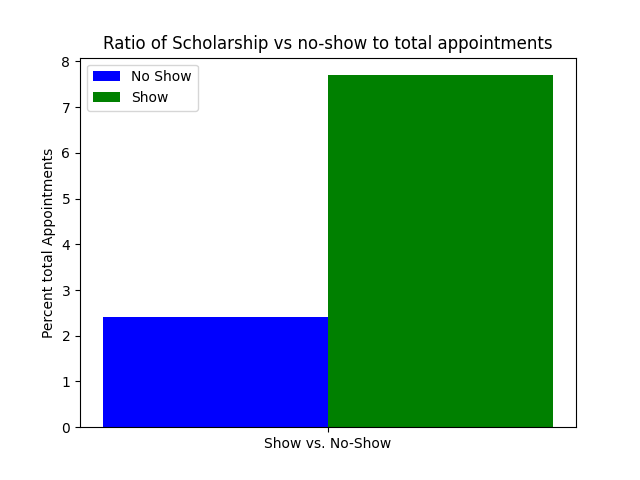 Ratio of Scholarship vs no-show to total appointments
8
7
6
5
4
3
2
1
0
Percent total Appointments
No Show
Show
Show vs. No-Show